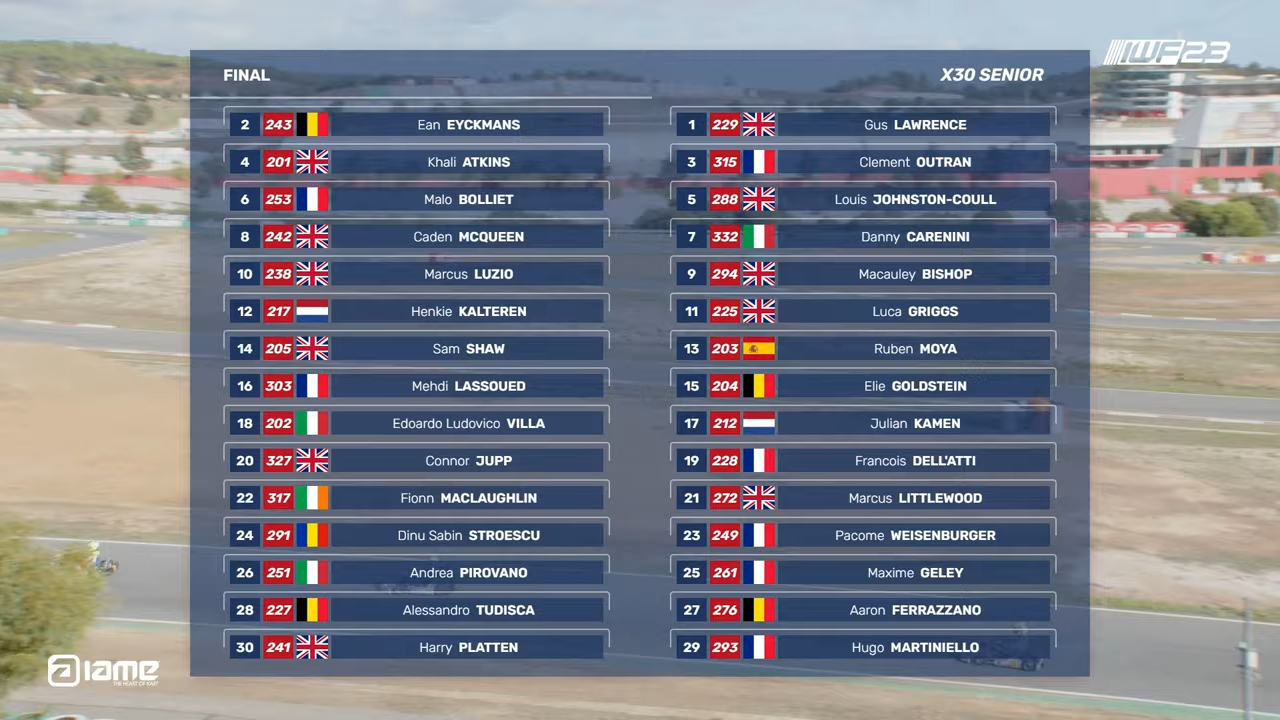 IWF23
FINAL X30 SENIOR
2 243 Ean EYCKMANS 1 229 Gus LAWRENCE
4 201 Khali ATKINS 3 315 Clement OUTRAN
6 253 Malo BOLLIET 5 288 Louis JOHNSTON-COULL
8 242 Caden MCQUEEN 7 332 Danny CARENINI
10 238 Marcus LUZIO 9 294 Macauley BISHOP
12 217 Henkie KALTEREN 11 225 Luca GRIGGS
14 205 Sam SHAW 13 203 Ruben MOYA
16 303 Mehdi LASSOUED 15 204 Elie GOLDSTEIN
18 202 Edoardo Ludovico VILLA 17 212 Julian KAMEN
20 327 Connor JUPP 19 228 Francois DELL'ATTI
22 317 Fionn MACLAUGHLIN 21 272 Marcus LITTLEWOOD
24 291 Dinu Sabin STROESCU 23 249 Pacome WEISENBURGER
26 251 Andrea PIROVANO 25 261 Maxime GELEY
28 227 Alessandro TUDISCA 27 276 Aaron FERRAZZANO
30 241 Harry PLATTEN 29 293 Hugo MARTINIELLO
IAME
THE HEART OF KART